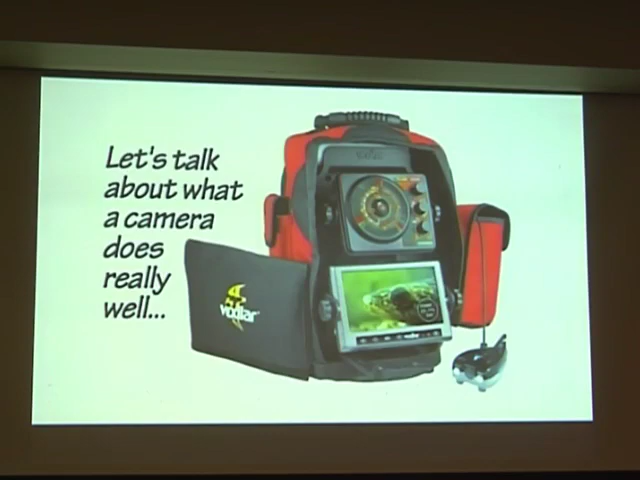 Let's talk
about what
a camera
does
really
well...
vexilar